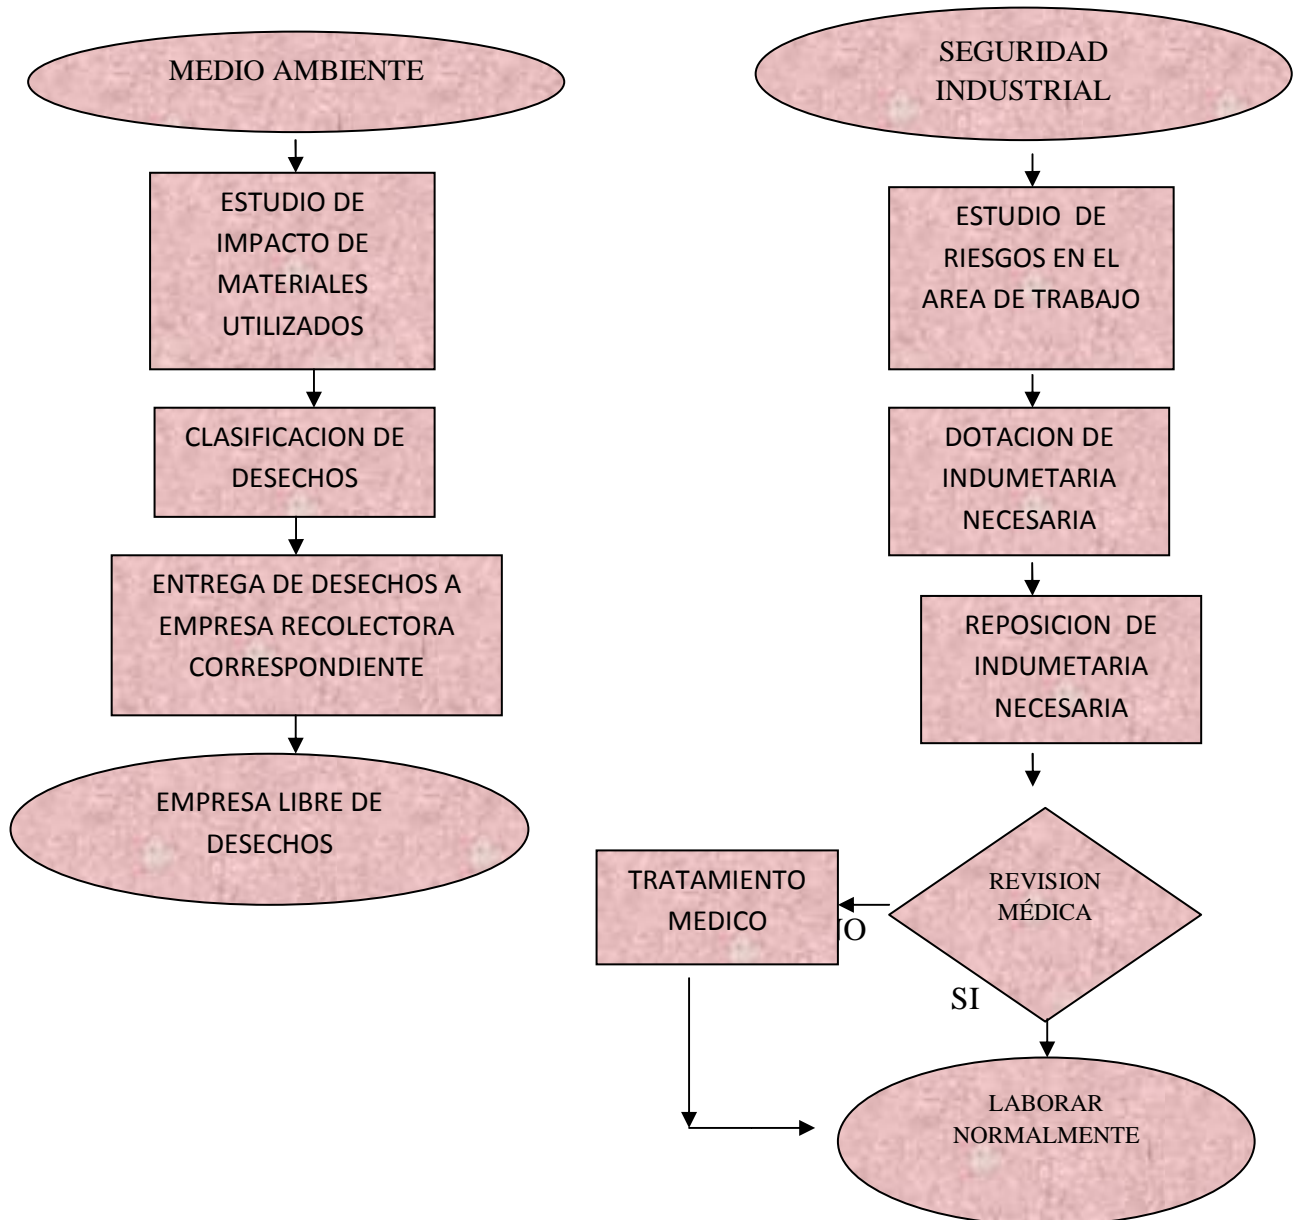 MEDIO AMBIENTE
ESTUDIO DE
IMPACTO DE
MATERIALES
UTILIZADOS
CLASIFICACION DE
DESECHOS
ENTREGA DE DESECHOS A
EMPRESA RECOLECTORA
CORRESPONDIENTE
EMPRESA LIBRE DE
DESECHOS
SEGURIDAD
INDUSTRIAL
ESTUDIO DE
RIESGOS EN EL
AREA DE TRABAJO
DOTACION DE
INDUMETARIA
NECESARIA
REPOSICION DE
INDUMETARIA
NECESARIA
REVISION
MÉDICA
TRATAMIENTO
MEDICO
SI
LABORAR
NORMALMENTE